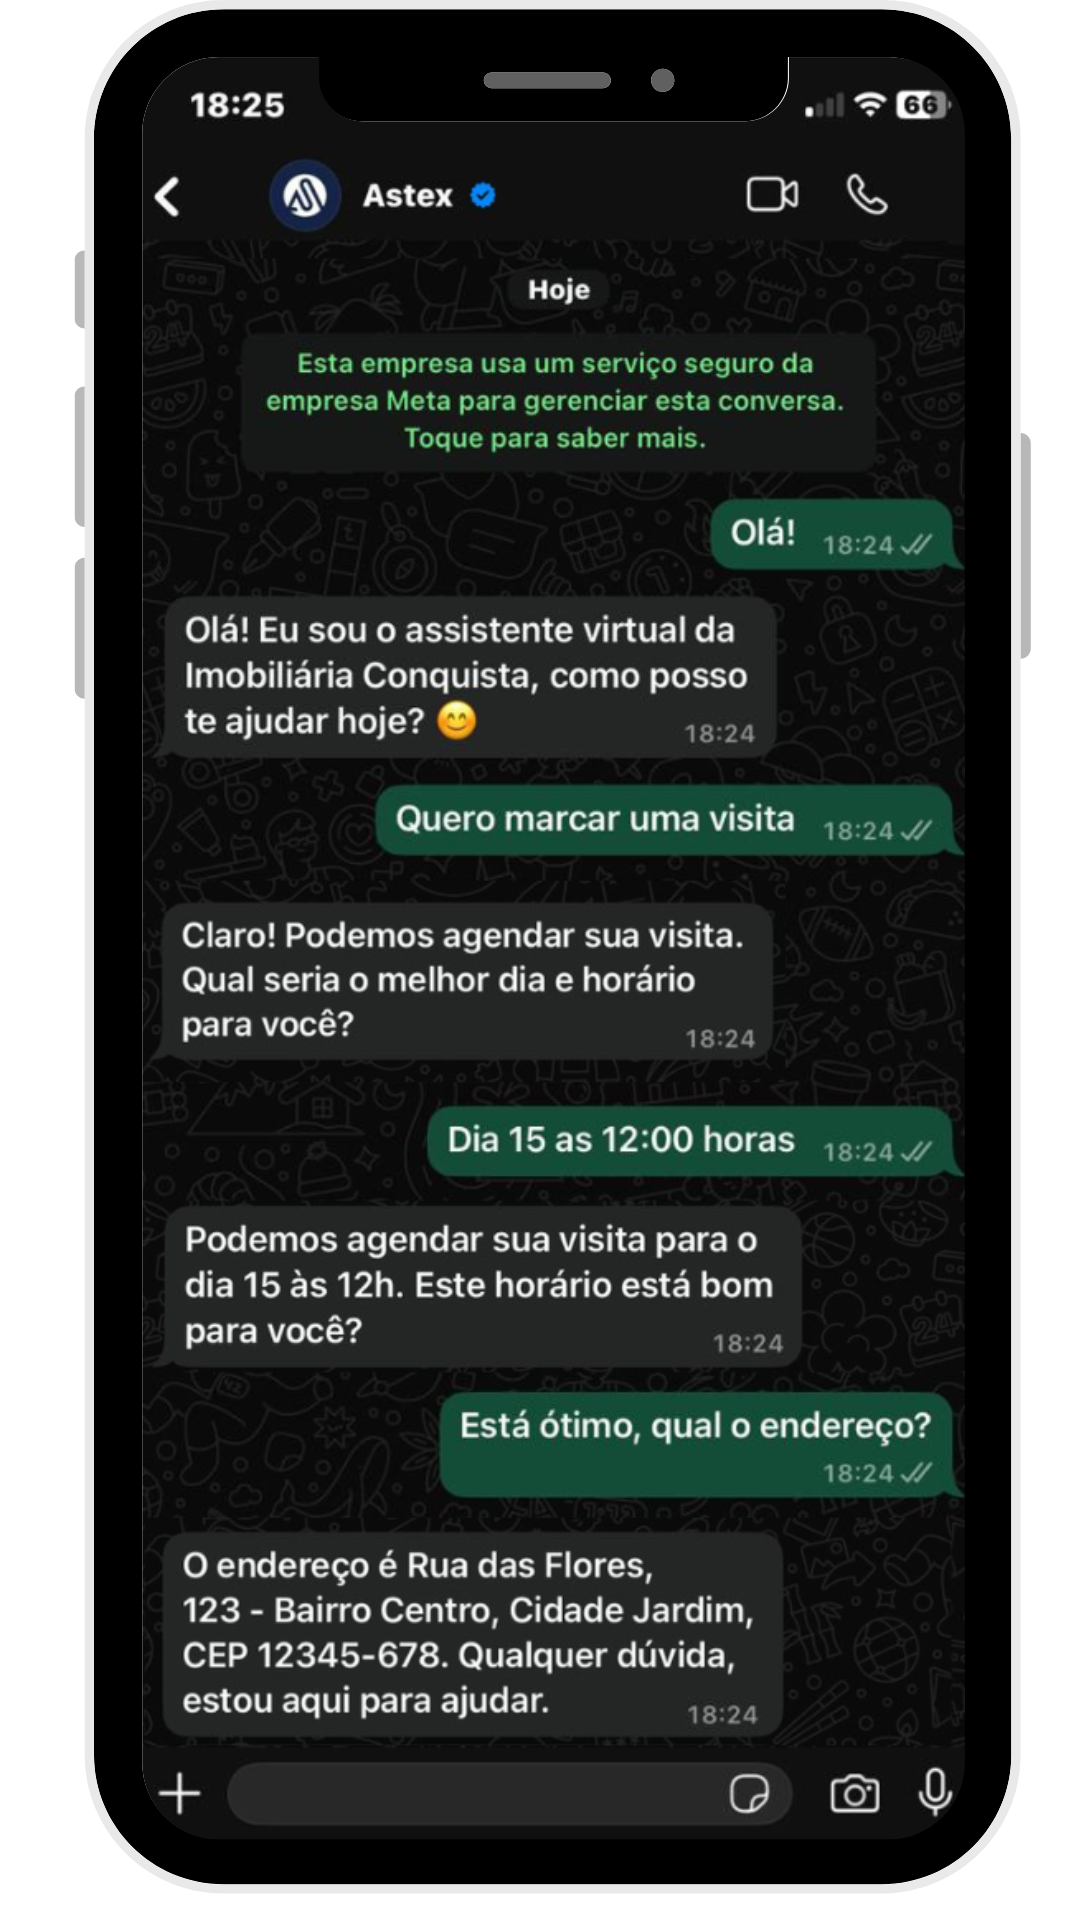 18:25
66
Astex
Hoje
Esta empresa usa um serviço seguro da
empresa Meta para gerenciar esta conversa.
Toque para saber mais.
Olá! 18:24
Olá! Eu sou o assistente virtual da
Imobiliária Conquista, como posso
te ajudar hoje? 😊 18:24
Quero marcar uma visita 18:24
Claro! Podemos agendar sua visita.
Qual seria o melhor dia e horário
para você? 18:24
Dia 15 as 12:00 horas 18:24
Podemos agendar sua visita para o
dia 15 às 12h. Este horário está bom
para você? 18:24
Está ótimo, qual o endereço?
18:24
O endereço é Rua das Flores,
123 - Bairro Centro, Cidade Jardim,
CEP 12345-678. Qualquer dúvida,
estou aqui para ajudar. 18:24